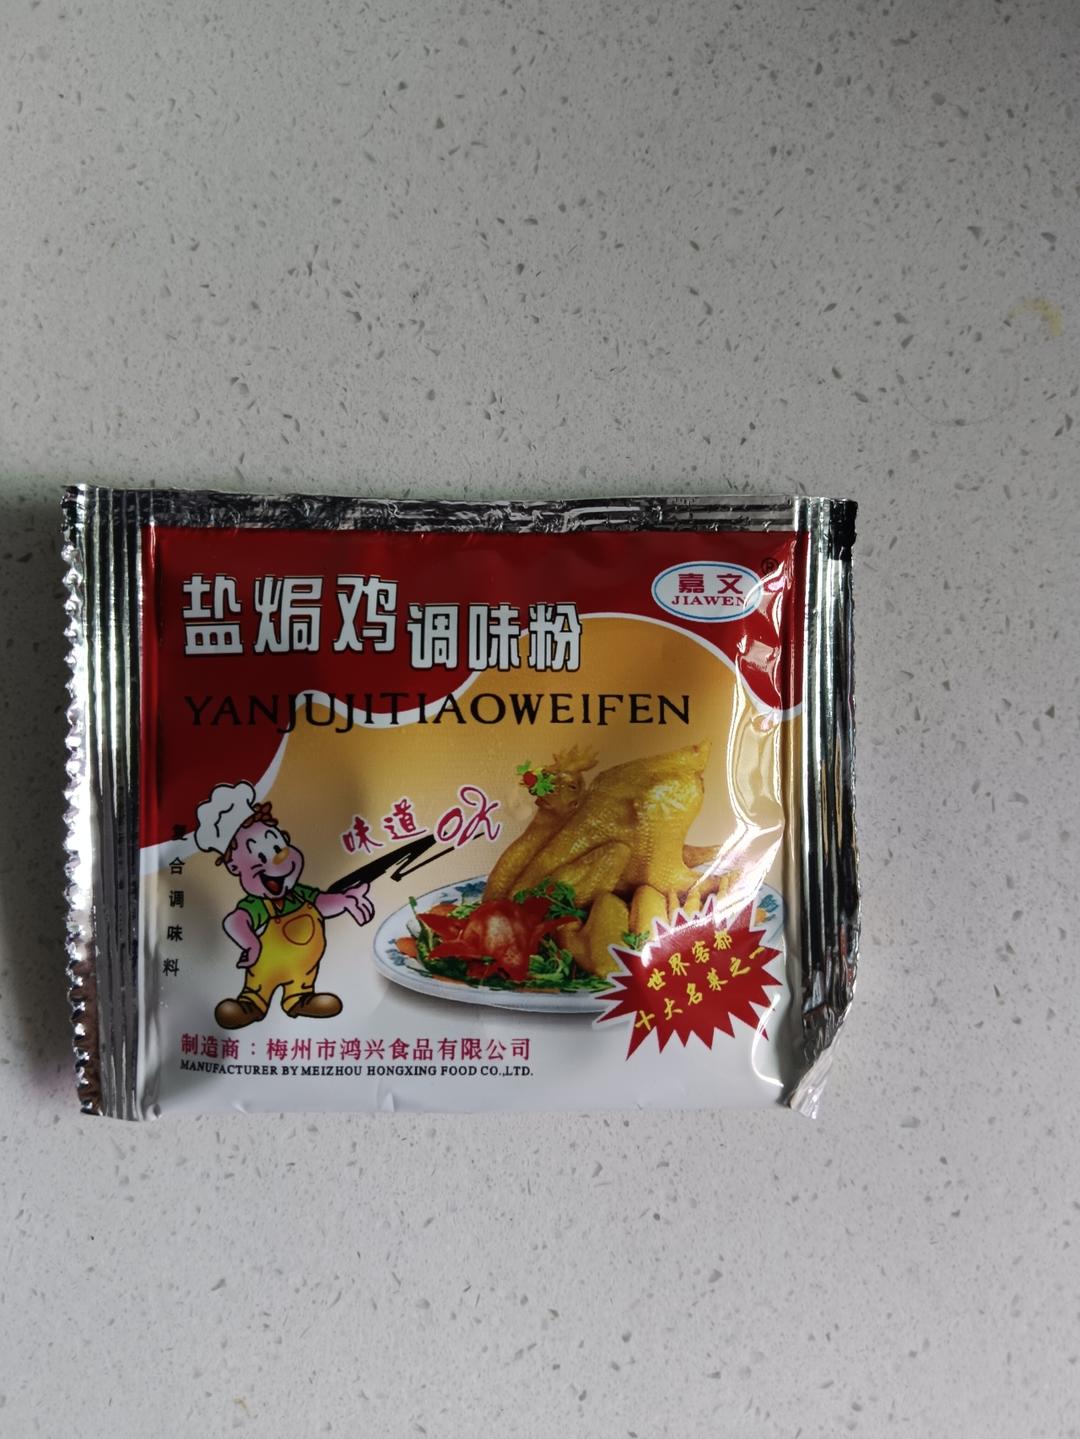 盐焗鸡调味粉
嘉文
®
JIAWEN
YANJUJITIAOWEIFEN
味道OK
复合调味料
世界客都
十大名菜之一
制造商：梅州市鸿兴食品有限公司
MANUFACTURER BY MEIZHOU HONGXING FOOD CO.,LTD.